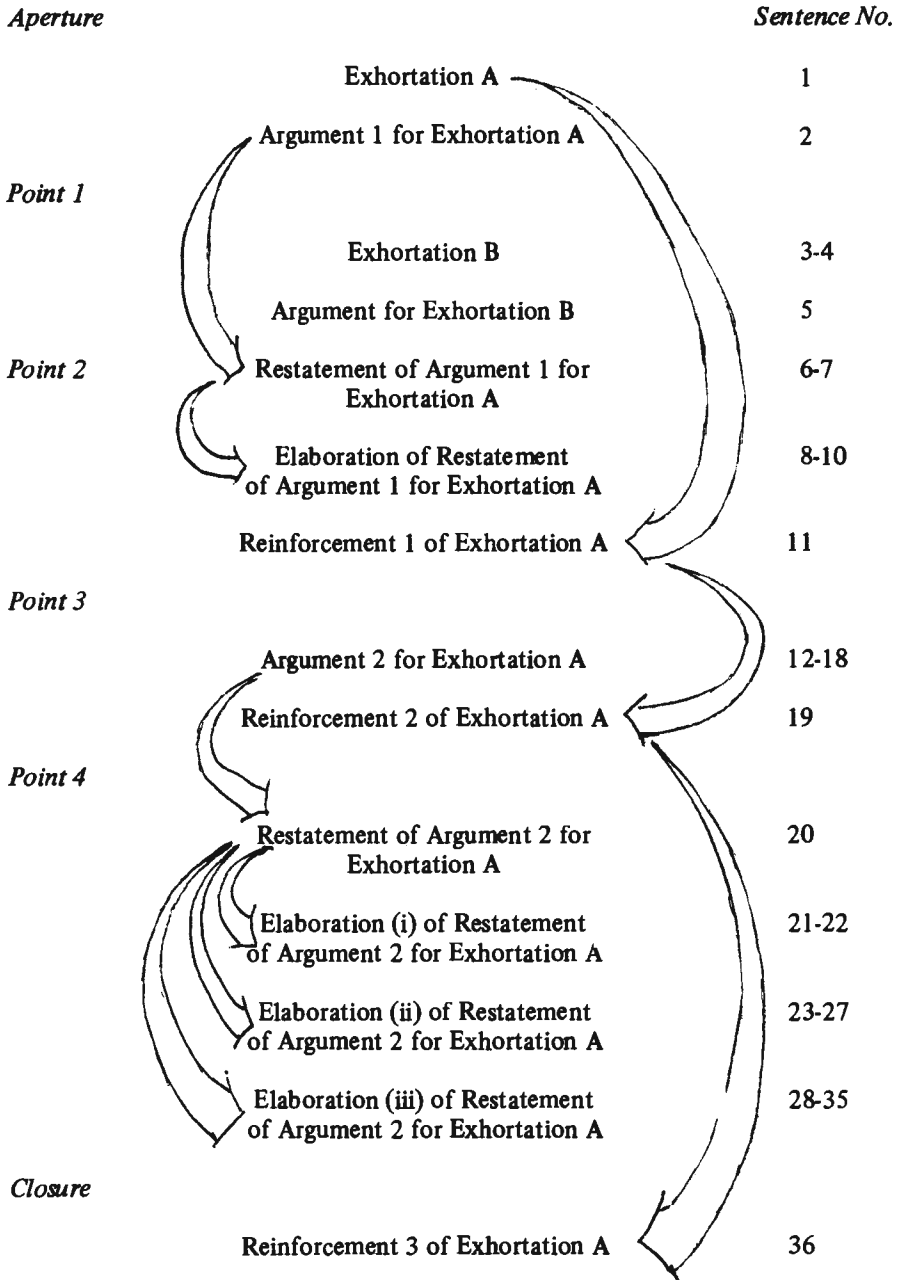 Aperture Sentence No.
Exhortation A 1
Argument 1 for Exhortation A 2
Point 1
Exhortation B 3-4
Argument for Exhortation B 5
Point 2 Restatement of Argument 1 for 6-7
Exhortation A
Elaboration of Restatement 8-10
of Argument 1 for Exhortation A
Reinforcement 1 of Exhortation A 11
Point 3
Argument 2 for Exhortation A 12-18
Reinforcement 2 of Exhortation A 19
Point 4
Restatement of Argument 2 for 20
Exhortation A
Elaboration (i) of Restatement 21-22
of Argument 2 for Exhortation A
Elaboration (ii) of Restatement 23-27
of Argument 2 for Exhortation A
Elaboration (iii) of Restatement 28-35
of Argument 2 for Exhortation A
Closure
Reinforcement 3 of Exhortation A 36